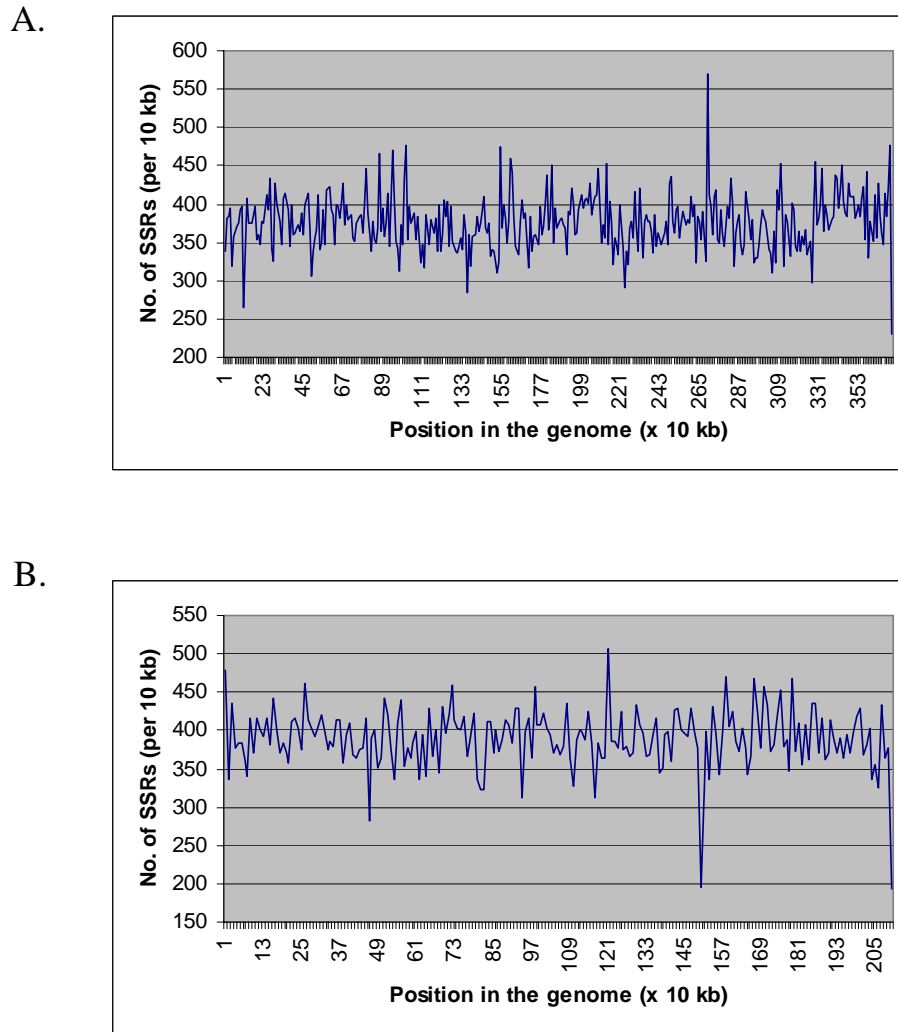 A.
No. of SSRs (per 10 kb)
600
550
500
450
400
350
300
250
200
1 23 45 67 89 111 133 155 177 199 221 243 265 287 309 331 353
Position in the genome (x 10 kb)
B.
No. of SSRs (per 10 kb)
550
500
450
400
350
300
250
200
150
1 13 25 37 49 61 73 85 97 109 121 133 145 157 169 181 193 205
Position in the genome (x 10 kb)